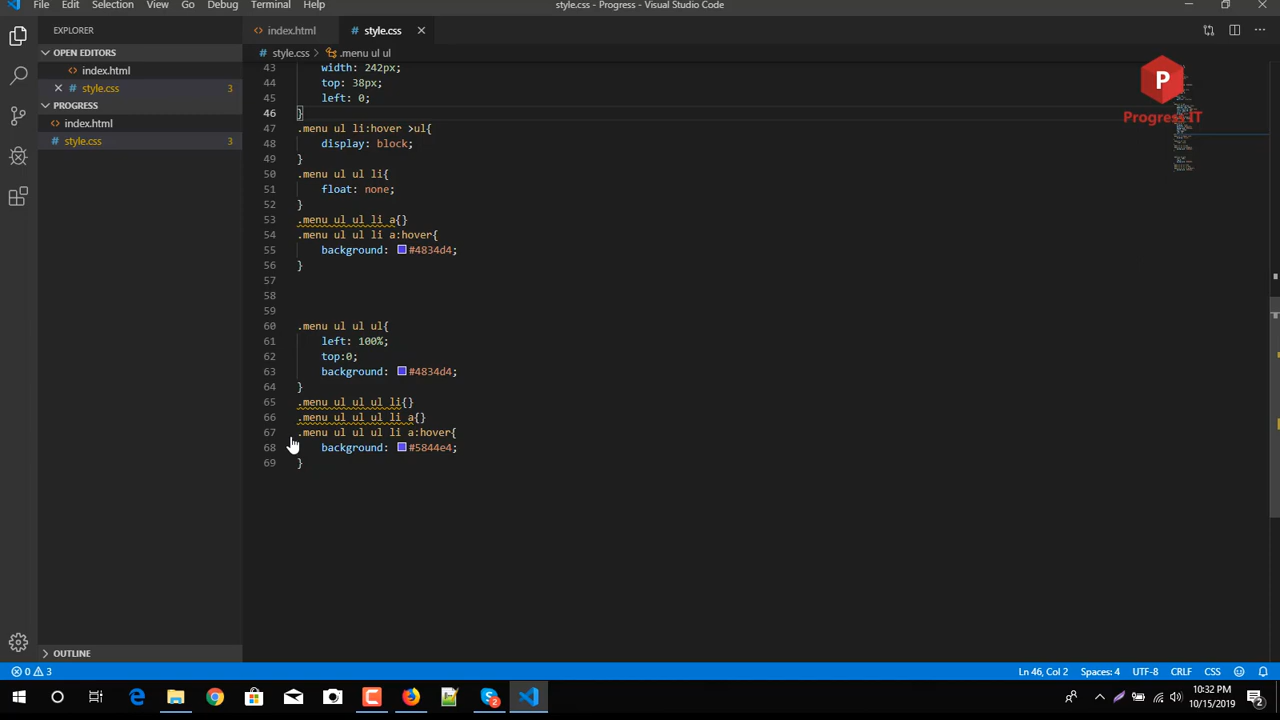 File Edit Selection View Go Debug Terminal Help
style.css - Progress - Visual Studio Code
EXPLORER
index.html
style.css
OPEN EDITORS
index.html
style.css 3
PROGRESS
index.html
style.css 3
OUTLINE
style.css > .menu ul ul
43 width: 242px;
44 top: 38px;
45 left: 0;
46 }
47 .menu ul li:hover >ul{
48 display: block;
49 }
50 .menu ul ul li{
51 float: none;
52 }
53 .menu ul ul li a{}
54 .menu ul ul li a:hover{
55 background: #4834d4;
56 }
57
58
59
60 .menu ul ul ul{
61 left: 100%;
62 top:0;
63 background: #4834d4;
64 }
65 .menu ul ul ul li{}
66 .menu ul ul ul li a{}
67 .menu ul ul ul li a:hover{
68 background: #5844e4;
69 }
P
Progress IT
0 3
Ln 46, Col 2 Spaces: 4 UTF-8 CRLF CSS
2
10:32 PM
10/15/2019
2